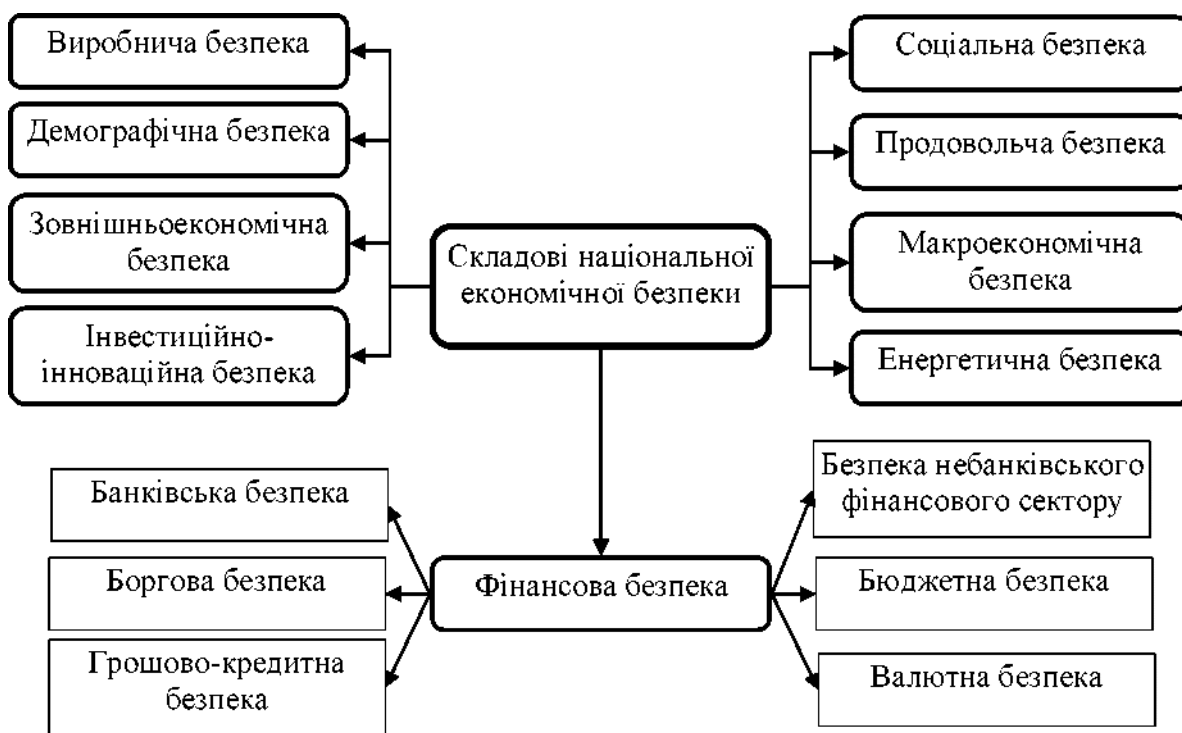 Виробнича безпека
Демографічна безпека
Зовнішньоекономічна
безпека
Інвестиційно-
інноваційна безпека
Складові національної
економічної безпеки
Соціальна безпека
Продовольча безпека
Макроекономічна
безпека
Енергетична безпека
Банківська безпека
Боргова безпека
Грошово-кредитна
безпека
Фінансова безпека
Безпека небанківського
фінансового сектору
Бюджетна безпека
Валютна безпека